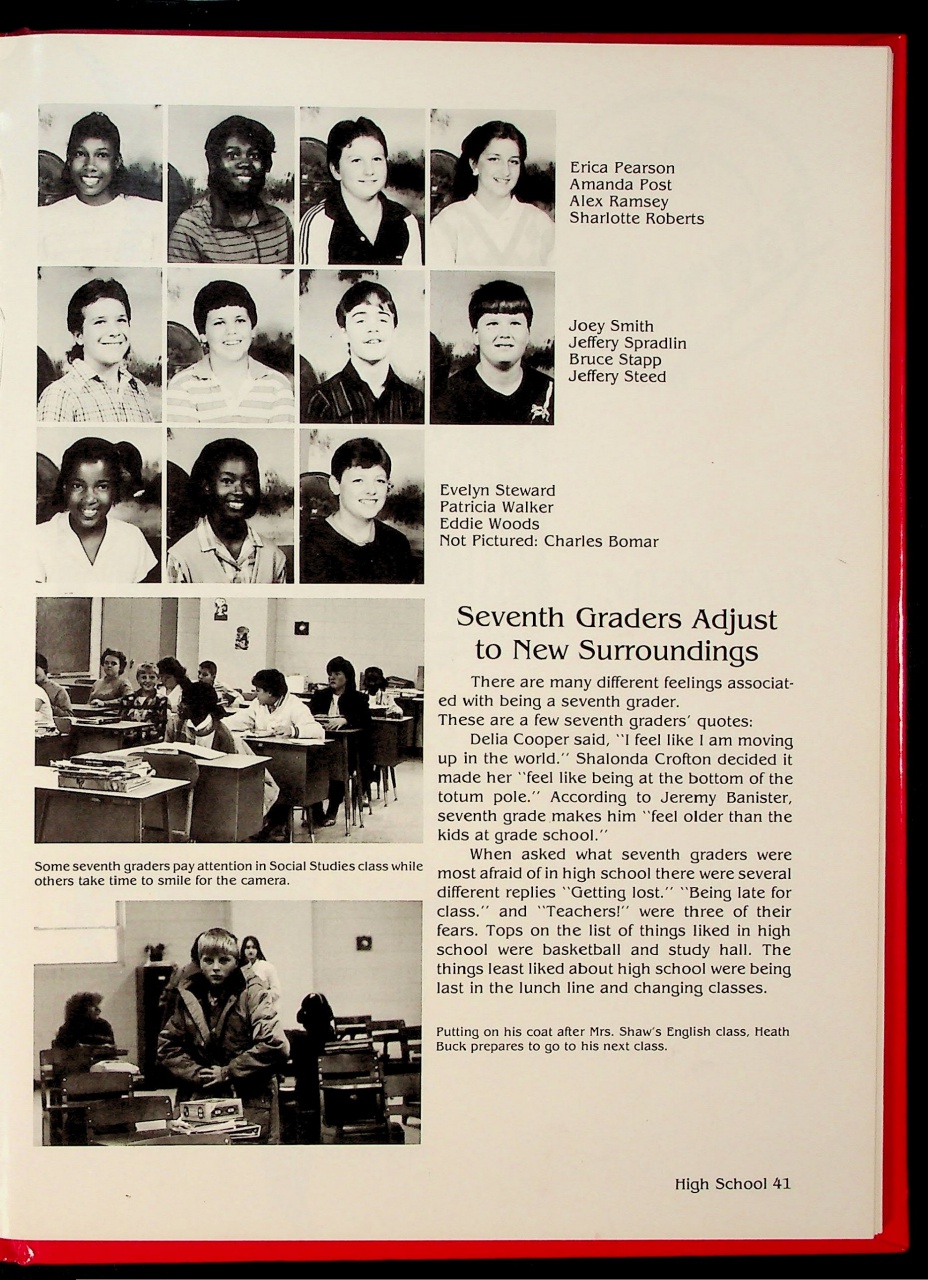 Erica Pearson
Amanda Post
Alex Ramsey
Sharlotte Roberts
Joey Smith
Jeffery Spradlin
Bruce Stapp
Jeffery Steed
Evelyn Steward
Patricia Walker
Eddie Woods
Not Pictured: Charles Bomar
Seventh Graders Adjust
to New Surroundings
There are many different feelings associat-
ed with being a seventh grader.
These are a few seventh graders' quotes:
Delia Cooper said, "I feel like I am moving
up in the world." Shalonda Crofton decided it
made her "feel like being at the bottom of the
totum pole." According to Jeremy Banister,
seventh grade makes him "feel older than the
kids at grade school."
When asked what seventh graders were
most afraid of in high school there were several
different replies "Getting lost." "Being late for
class." and "Teachers!" were three of their
fears. Tops on the list of things liked in high
school were basketball and study hall. The
things least liked about high school were being
last in the lunch line and changing classes.
Some seventh graders pay attention in Social Studies class while
others take time to smile for the camera.
Putting on his coat after Mrs. Shaw's English class, Heath
Buck prepares to go to his next class.
High School 41